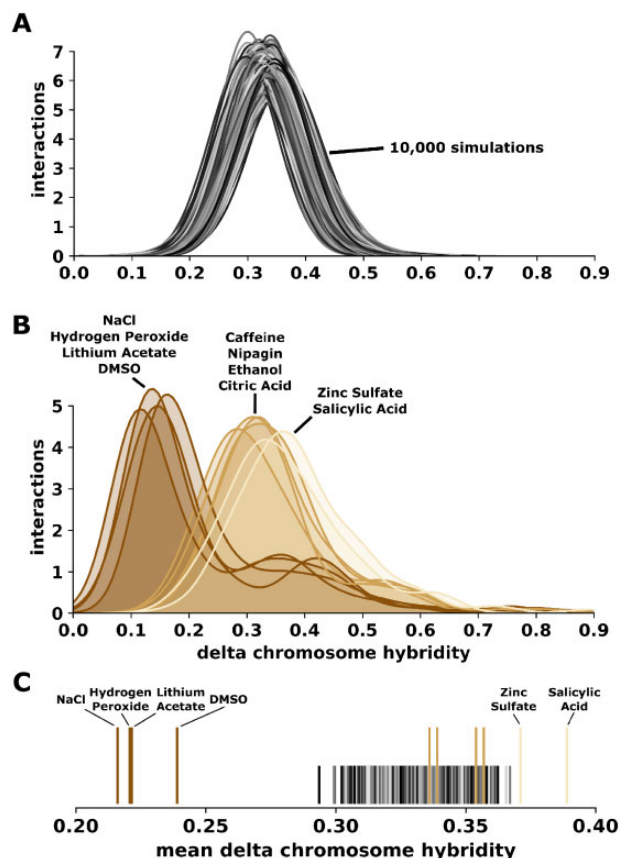 A
7
6
5
4
3
2
1
0
interactions
10,000 simulations
0.0 0.1 0.2 0.3 0.4 0.5 0.6 0.7 0.8 0.9
B
NaCl
Hydrogen Peroxide
Lithium Acetate
DMSO
Caffeine
Nipagin
Ethanol
Citric Acid
Zinc Sulfate
Salicylic Acid
5
4
3
2
1
0
interactions
0.0 0.1 0.2 0.3 0.4 0.5 0.6 0.7 0.8 0.9
delta chromosome hybridity
C
NaCl
Hydrogen
Peroxide
Lithium
Acetate
DMSO
Zinc
Sulfate
Salicylic
Acid
0.20 0.25 0.30 0.35 0.40
mean delta chromosome hybridity